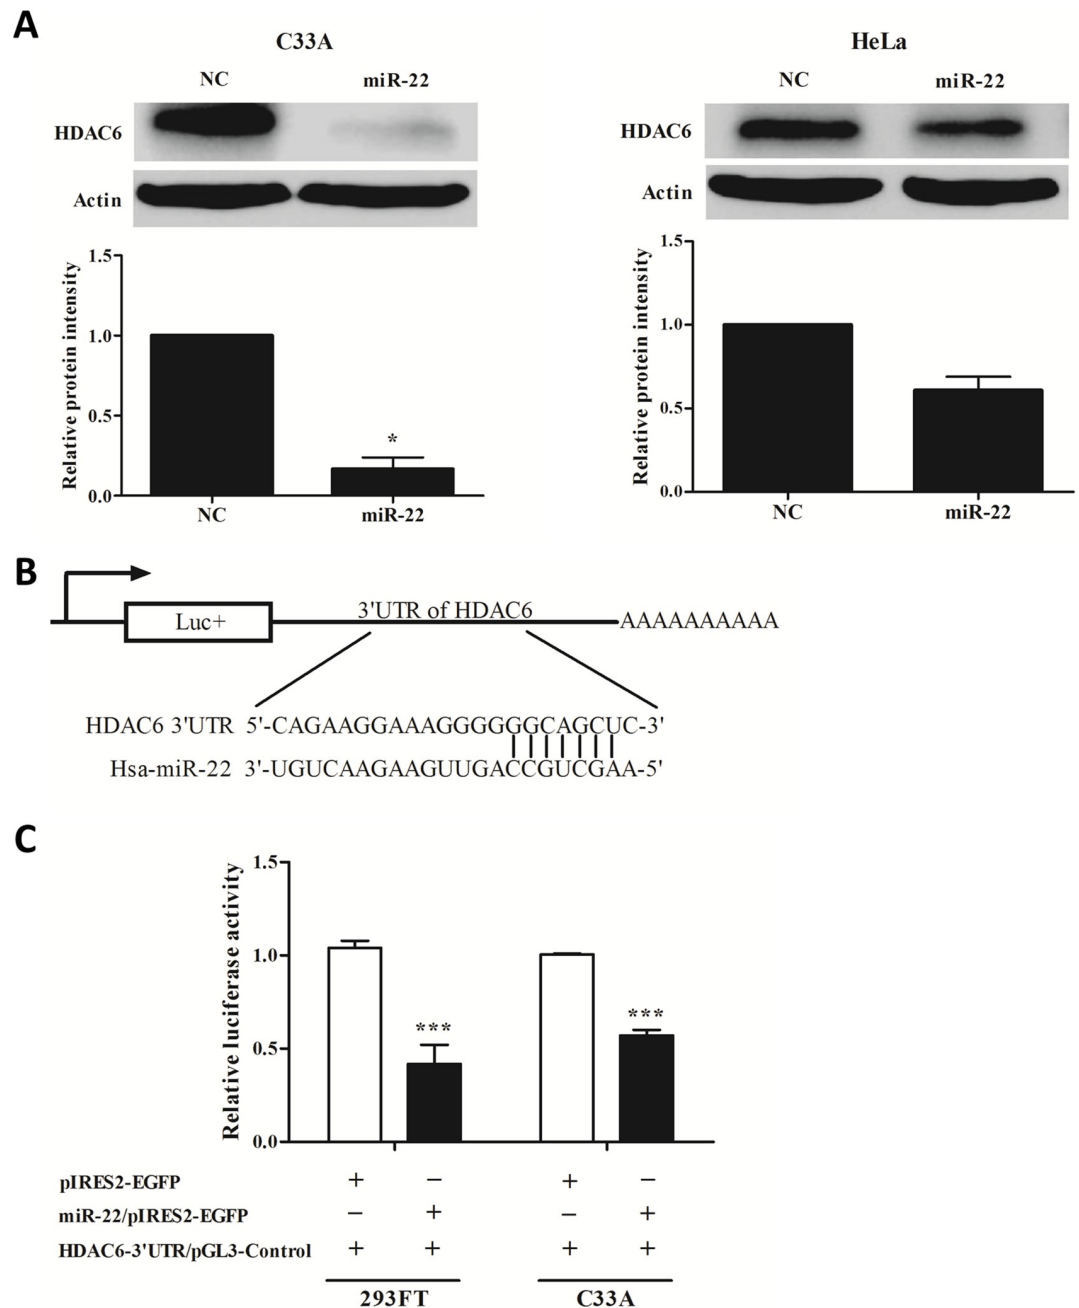 A
C33A
NC miR-22
HDAC6
Actin
Relative protein intensity
1.5
1.0
0.5
0.0
*
NC miR-22
HeLa
NC miR-22
HDAC6
Actin
Relative protein intensity
1.5
1.0
0.5
0.0
NC miR-22
B
Luc+ 3'UTR of HDAC6 AAAAAAAAAA
HDAC6 3'UTR 5'-CAGAAGGAAAGGGGGGGCAGCUC-3'
Hsa-miR-22 3'-UGUCAAGAAGUUGACCGUCGAA-5'
C
Relative luciferase activity
1.5
1.0
0.5
0.0
*** ***
pIRES2-EGFP + − + −
miR-22/pIRES2-EGFP − + − +
HDAC6-3'UTR/pGL3-Control + + + +
293FT C33A